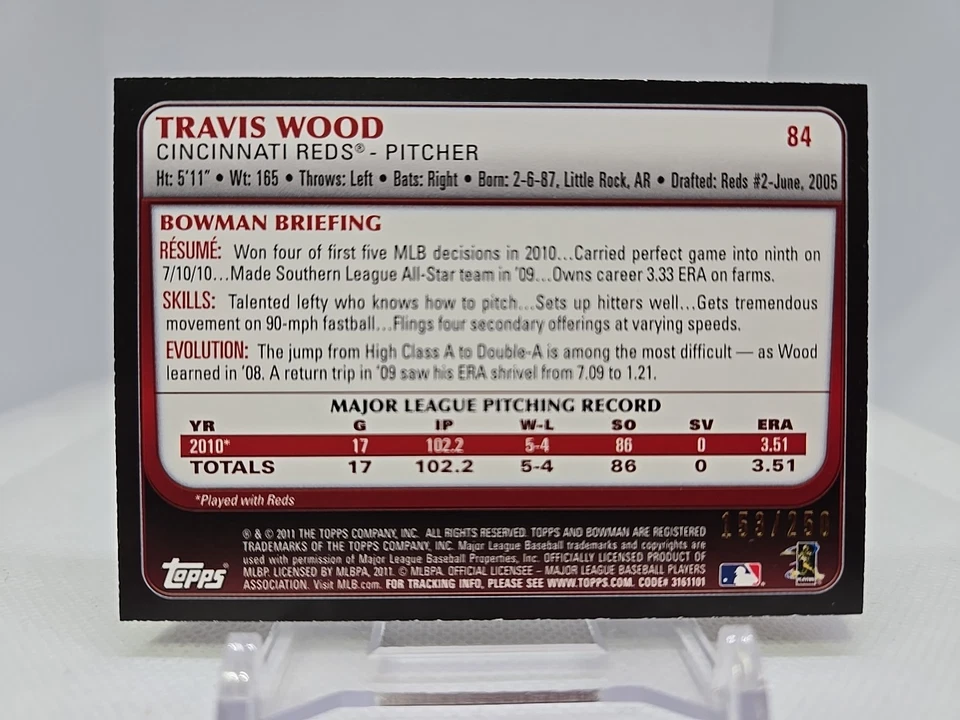 TRAVIS WOOD
84
CINCINNATI REDS® - PITCHER
Ht: 5'11" • Wt: 165 • Throws: Left • Bats: Right • Born: 2-6-87, Little Rock, AR • Drafted: Reds #2-June, 2005
BOWMAN BRIEFING
RÉSUMÉ: Won four of first five MLB decisions in 2010...Carried perfect game into ninth on
7/10/10...Made Southern League All-Star team in '09...Owns career 3.33 ERA on farms.
SKILLS: Talented lefty who knows how to pitch...Sets up hitters well...Gets tremendous
movement on 90-mph fastball...Flings four secondary offerings at varying speeds.
EVOLUTION: The jump from High Class A to Double-A is among the most difficult — as Wood
learned in '08. A return trip in '09 saw his ERA shrivel from 7.09 to 1.21.
MAJOR LEAGUE PITCHING RECORD
YR G IP W-L SO SV ERA
2010* 17 102.2 5-4 86 0 3.51
TOTALS 17 102.2 5-4 86 0 3.51
*Played with Reds
153/250
® & © 2011 THE TOPPS COMPANY, INC. ALL RIGHTS RESERVED. TOPPS AND BOWMAN ARE REGISTERED
TRADEMARKS OF THE TOPPS COMPANY, INC. Major League Baseball trademarks and copyrights are
used with permission of Major League Baseball Properties, Inc. OFFICIALLY LICENSED PRODUCT OF
MLBP. LICENSED BY MLBPA, 2011. © MLBPA. OFFICIAL LICENSEE - MAJOR LEAGUE BASEBALL PLAYERS
ASSOCIATION. Visit MLB.com. FOR TRACKING INFO, PLEASE SEE WWW.TOPPS.COM. CODE# 3161101
Topps